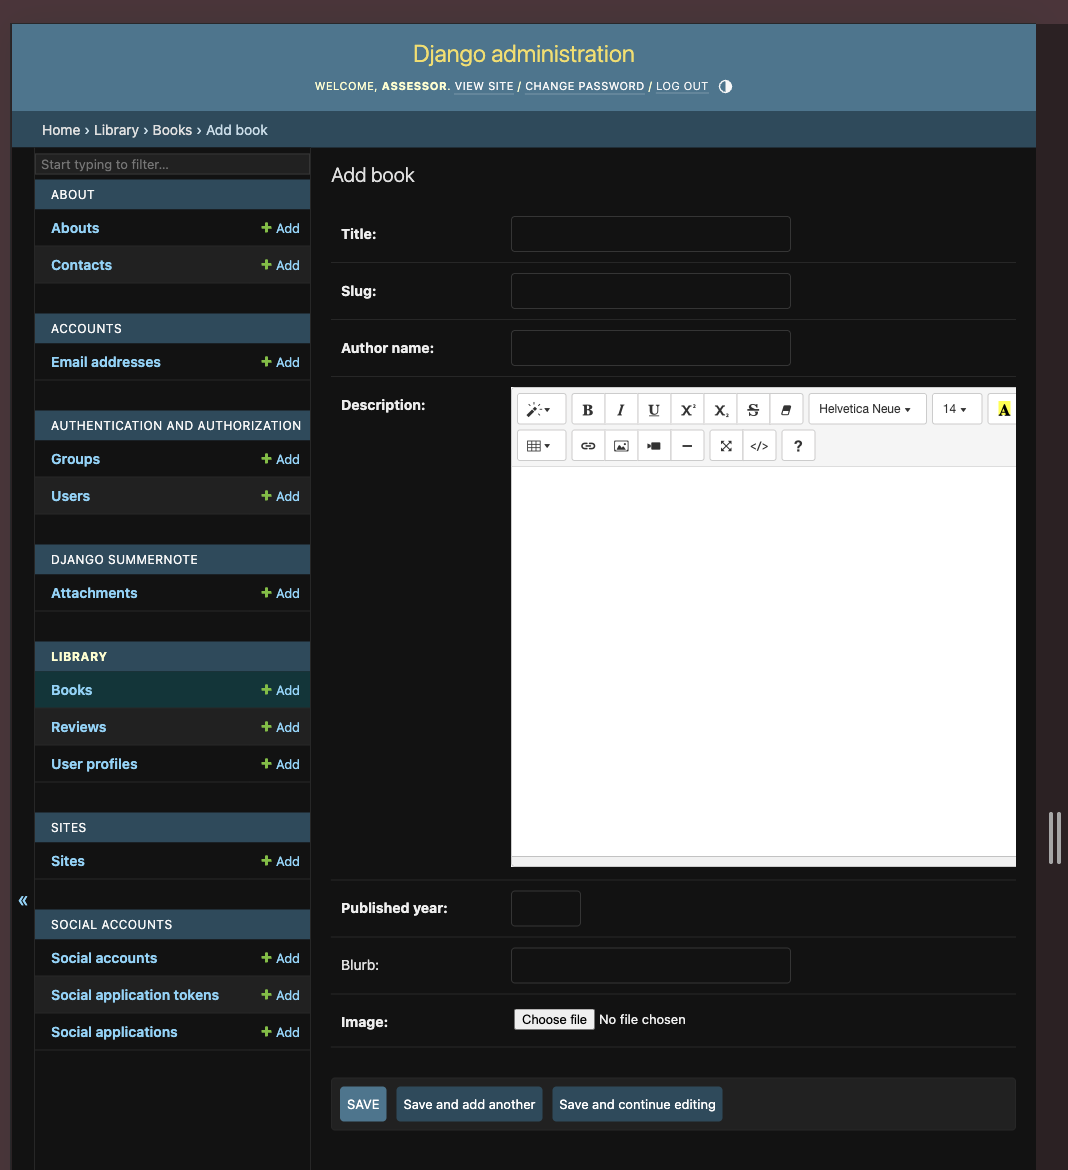 Django administration
WELCOME, ASSESSOR. VIEW SITE / CHANGE PASSWORD / LOG OUT
Home › Library › Books › Add book
Start typing to filter...
ABOUT
Abouts + Add
Contacts + Add
ACCOUNTS
Email addresses + Add
AUTHENTICATION AND AUTHORIZATION
Groups + Add
Users + Add
DJANGO SUMMERNOTE
Attachments + Add
LIBRARY
Books + Add
Reviews + Add
User profiles + Add
SITES
Sites + Add
«
SOCIAL ACCOUNTS
Social accounts + Add
Social application tokens + Add
Social applications + Add
Add book
Title:
Slug:
Author name:
Description:
B I U X² X₂ S Helvetica Neue 14 A
</> ?
Published year:
Blurb:
Image: Choose file No file chosen
SAVE Save and add another Save and continue editing